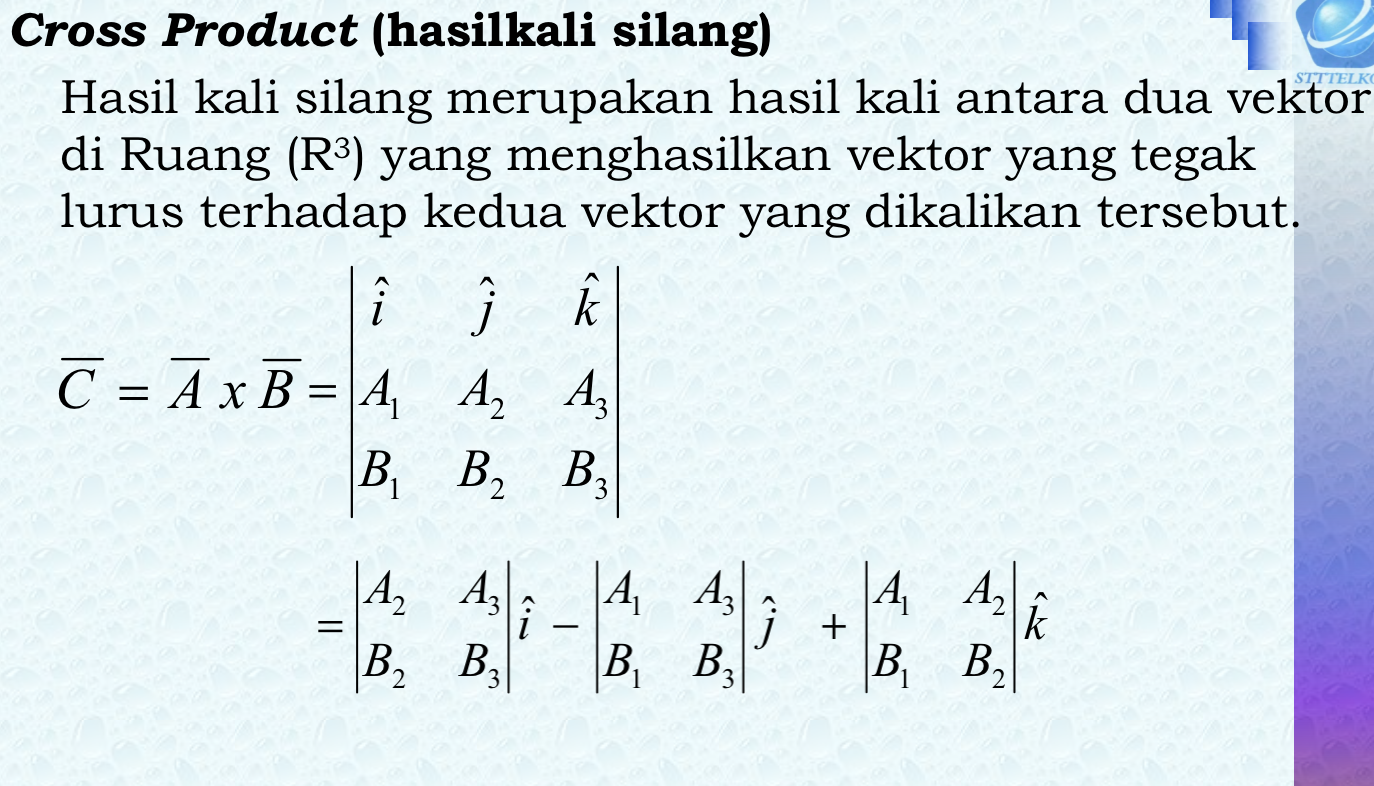 Cross Product (hasilkali silang)
STTTELKO
Hasil kali silang merupakan hasil kali antara dua vektor
di Ruang (R³) yang menghasilkan vektor yang tegak
lurus terhadap kedua vektor yang dikalikan tersebut.
î ĵ k̂
C̅ = A̅ x B̅ = A₁ A₂ A₃
B₁ B₂ B₃
= |A₂ A₃| î − |A₁ A₃| ĵ + |A₁ A₂| k̂
|B₂ B₃| |B₁ B₃| |B₁ B₂|